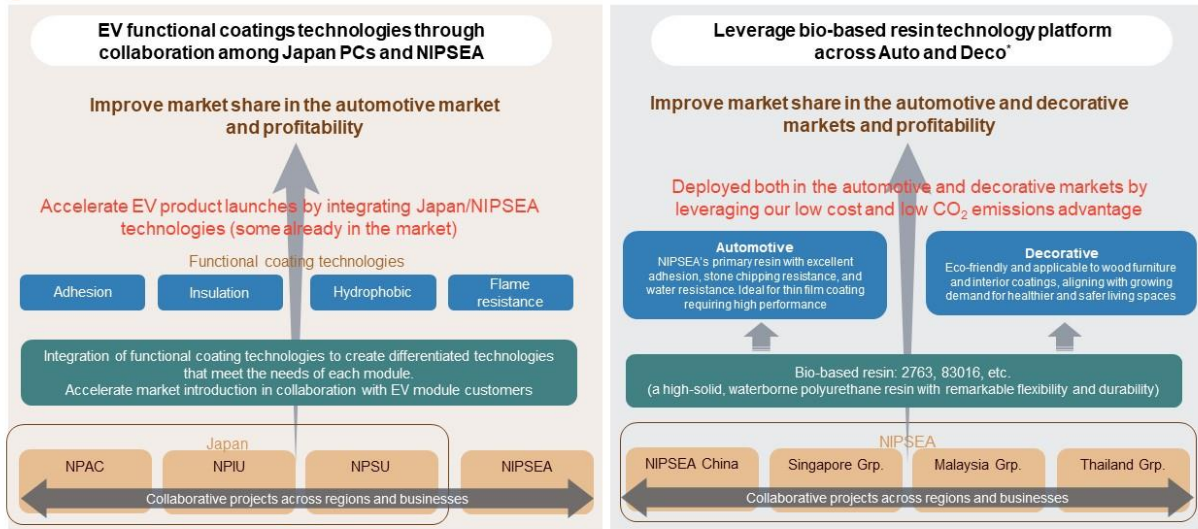 EV functional coatings technologies through
collaboration among Japan PCs and NIPSEA
Improve market share in the automotive market
and profitability
Accelerate EV product launches by integrating Japan/NIPSEA
technologies (some already in the market)
Functional coating technologies
Adhesion
Insulation
Hydrophobic
Flame
resistance
Integration of functional coating technologies to create differentiated technologies
that meet the needs of each module.
Accelerate market introduction in collaboration with EV module customers
Japan
NPAC
NPIU
NPSU
NIPSEA
Collaborative projects across regions and businesses
Leverage bio-based resin technology platform
across Auto and Deco*
Improve market share in the automotive and decorative
markets and profitability
Deployed both in the automotive and decorative markets by
leveraging our low cost and low CO₂ emissions advantage
Automotive
NIPSEA's primary resin with excellent
adhesion, stone chipping resistance, and
water resistance. Ideal for thin film coating
requiring high performance
Decorative
Eco-friendly and applicable to wood furniture
and interior coatings, aligning with growing
demand for healthier and safer living spaces
Bio-based resin: 2763, 83016, etc.
(a high-solid, waterborne polyurethane resin with remarkable flexibility and durability)
NIPSEA
NIPSEA China
Singapore Grp.
Malaysia Grp.
Thailand Grp.
Collaborative projects across regions and businesses